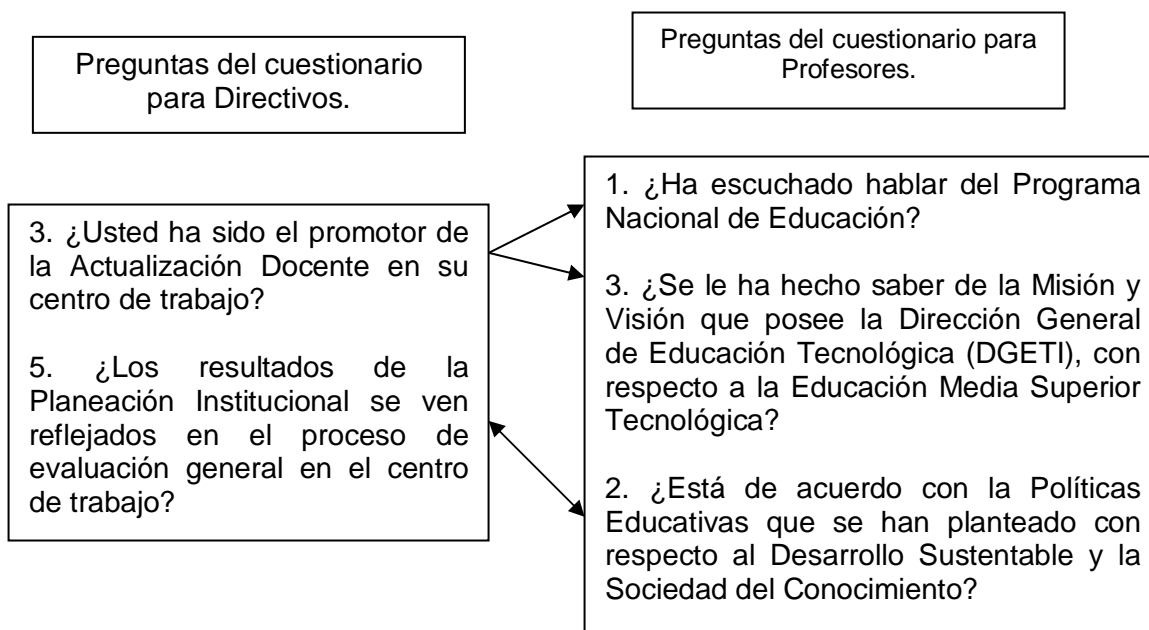 Preguntas del cuestionario
para Directivos.
Preguntas del cuestionario para
Profesores.
3. ¿Usted ha sido el promotor de
la Actualización Docente en su
centro de trabajo?
5. ¿Los resultados de la
Planeación Institucional se ven
reflejados en el proceso de
evaluación general en el centro
de trabajo?
1. ¿Ha escuchado hablar del Programa
Nacional de Educación?
3. ¿Se le ha hecho saber de la Misión y
Visión que posee la Dirección General
de Educación Tecnológica (DGETI), con
respecto a la Educación Media Superior
Tecnológica?
2. ¿Está de acuerdo con la Políticas
Educativas que se han planteado con
respecto al Desarrollo Sustentable y la
Sociedad del Conocimiento?